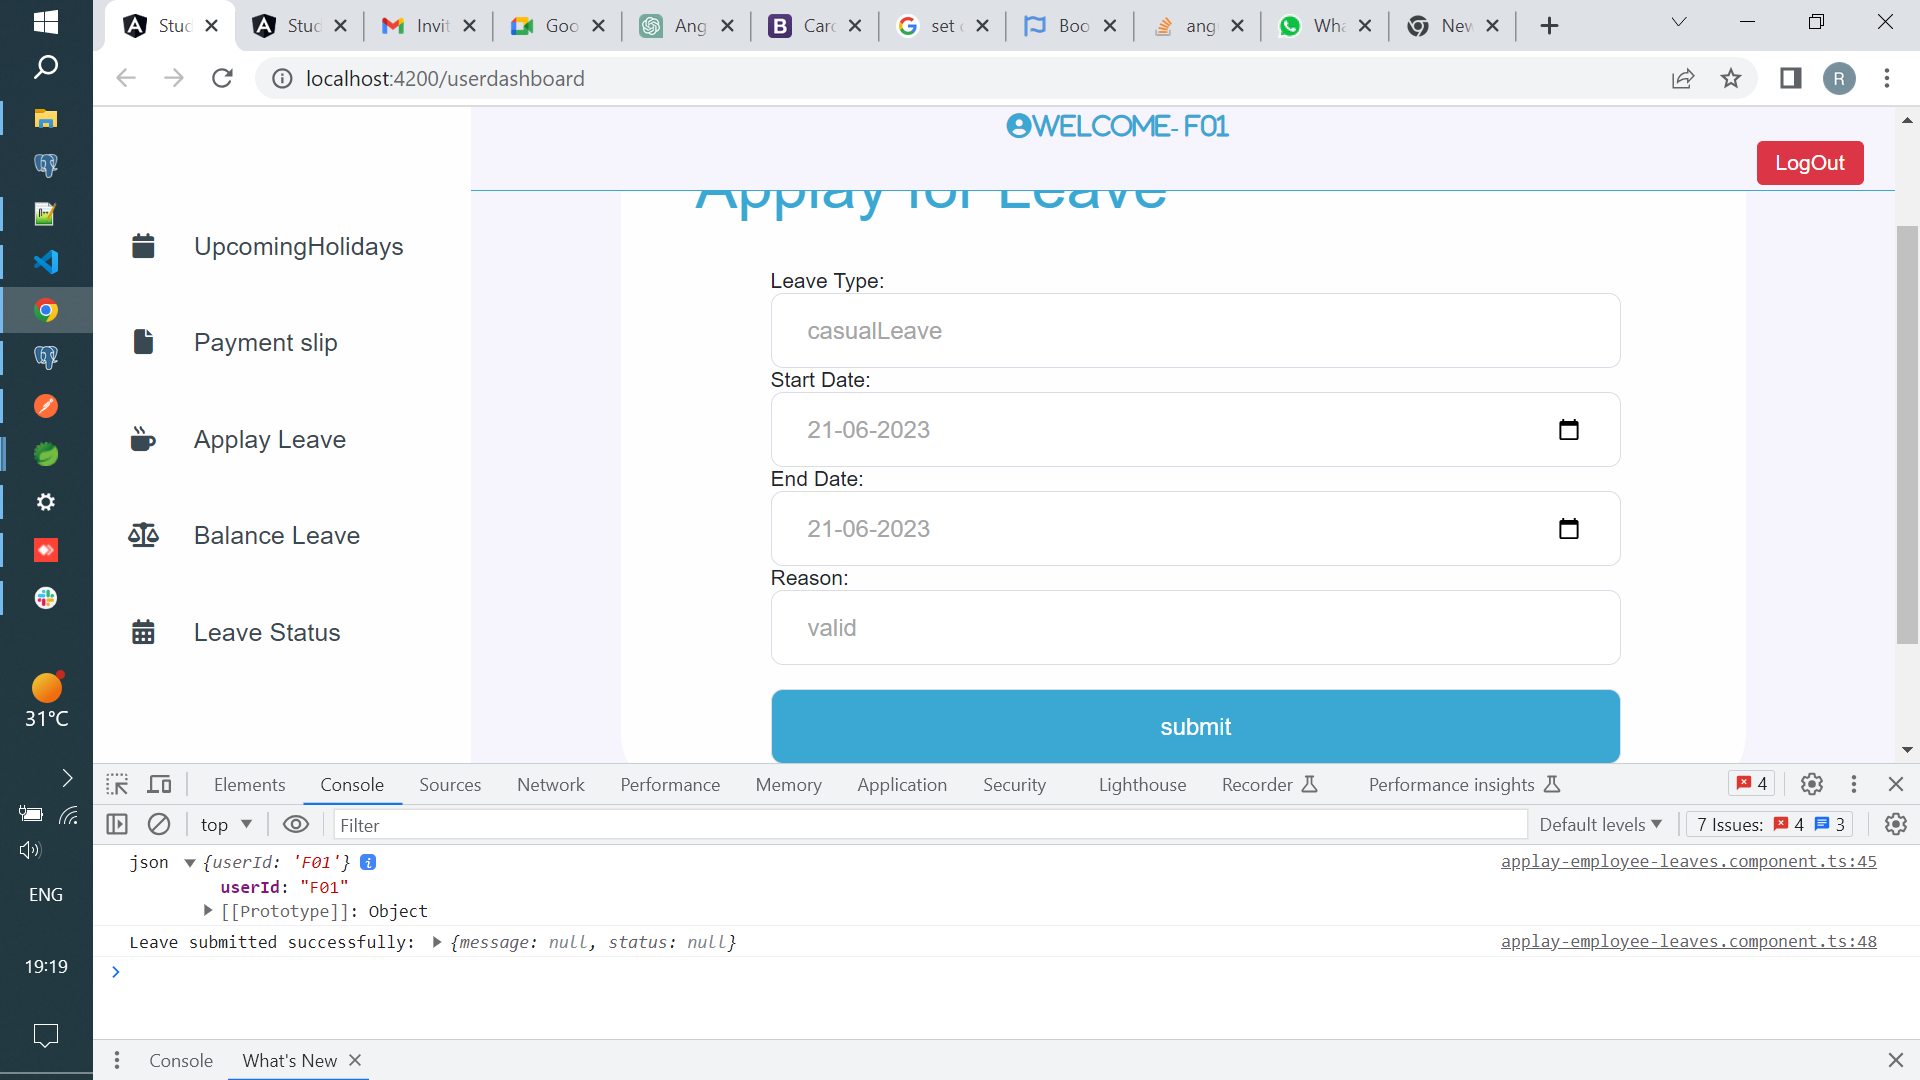 Stud
Stud
Invit
Goo
Ang
B Caro
set
Boo
ang
Wha
New
localhost:4200/userdashboard
R
WELCOME- F01
LogOut
Applay for Leave
UpcomingHolidays
Payment slip
Applay Leave
Balance Leave
Leave Status
Leave Type:
casualLeave
Start Date:
21-06-2023
End Date:
21-06-2023
Reason:
valid
submit
31°C
ENG
19:19
Elements Console Sources Network Performance Memory Application Security Lighthouse Recorder Performance insights 4
top Filter Default levels 7 Issues: 4 3
json {userId: 'F01'} i applay-employee-leaves.component.ts:45
userId: "F01"
[[Prototype]]: Object
Leave submitted successfully: {message: null, status: null} applay-employee-leaves.component.ts:48
Console What's New